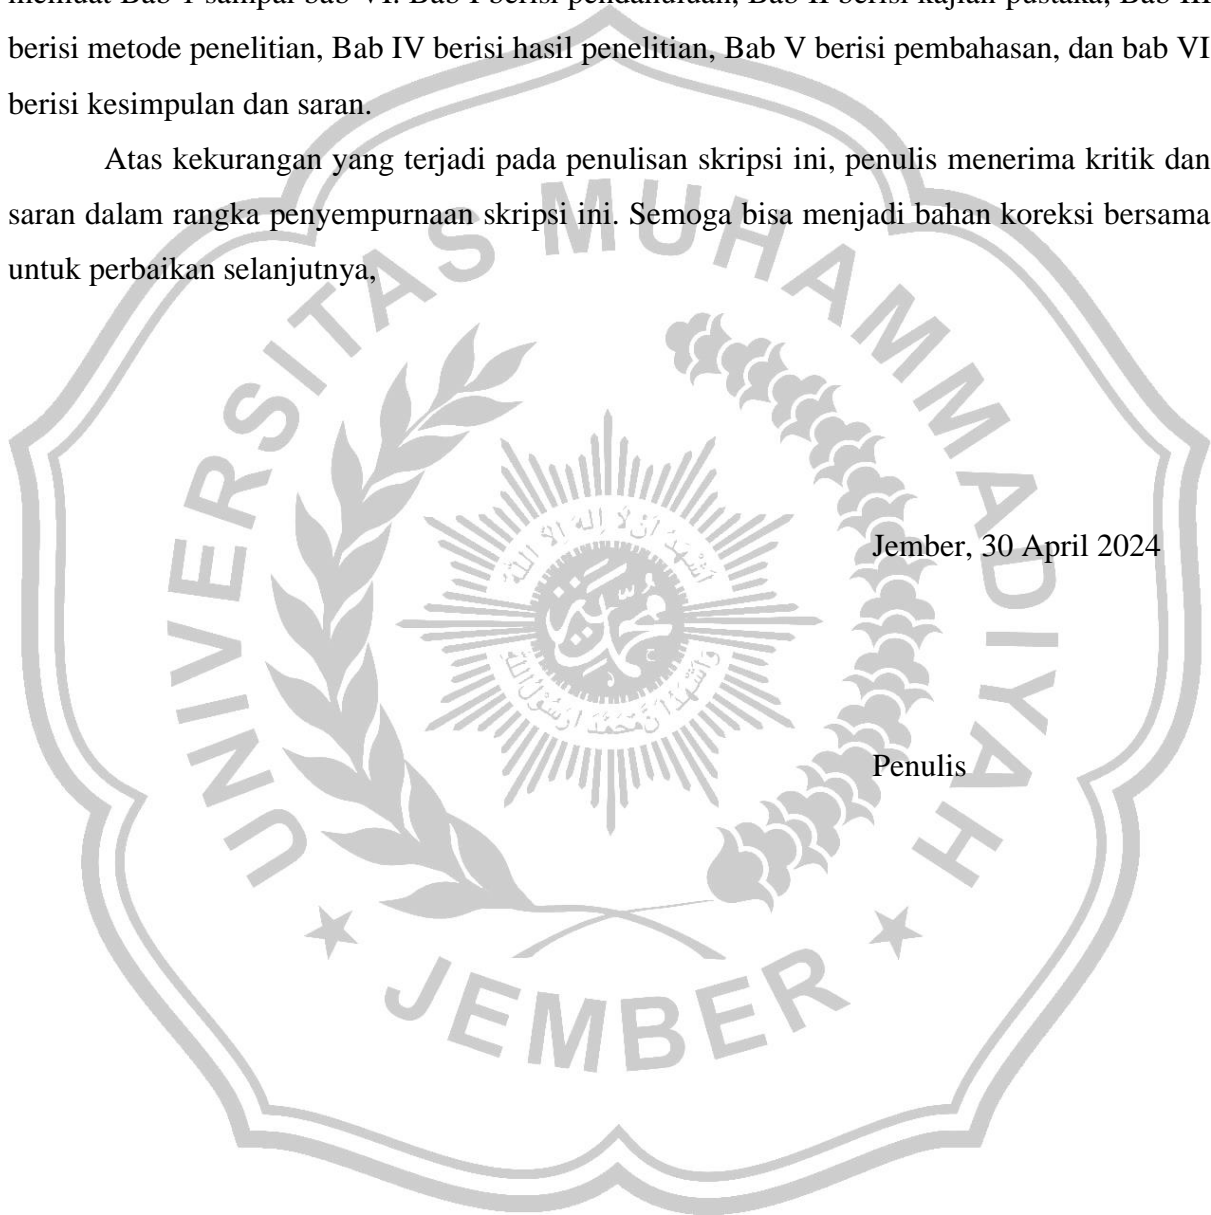 memuat Bab 1 sampai bab VI. Bab I berisi pendahuluan, Bab II berisi kajian pustaka, Bab III
berisi metode penelitian, Bab IV berisi hasil penelitian, Bab V berisi pembahasan, dan bab VI
berisi kesimpulan dan saran.
Atas kekurangan yang terjadi pada penulisan skripsi ini, penulis menerima kritik dan
saran dalam rangka penyempurnaan skripsi ini. Semoga bisa menjadi bahan koreksi bersama
untuk perbaikan selanjutnya,
UNIVERSITAS MUHAMMADIYAH
Jember, 30 April 2024
Penulis
JEMBER